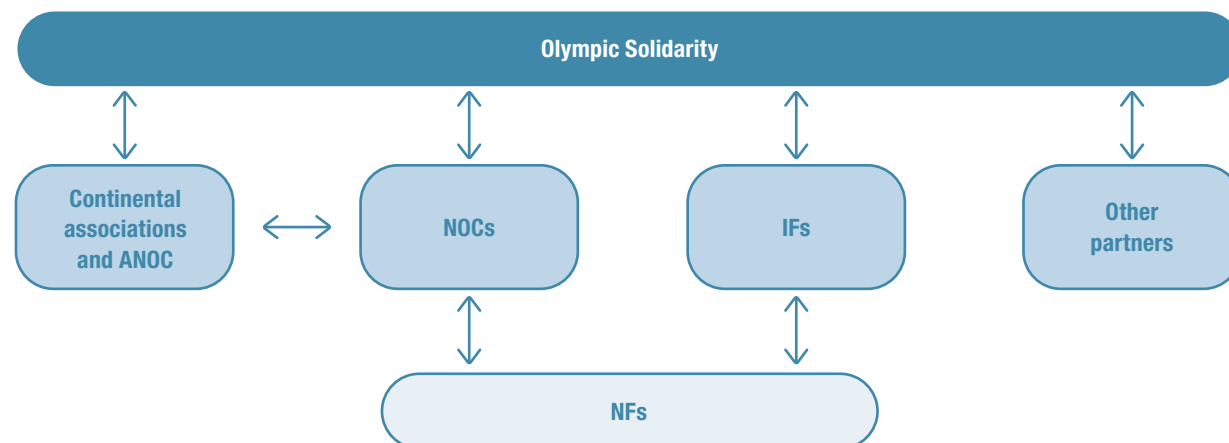 Olympic Solidarity
Continental
associations
and ANOC
NOCs
IFs
Other
partners
NFs